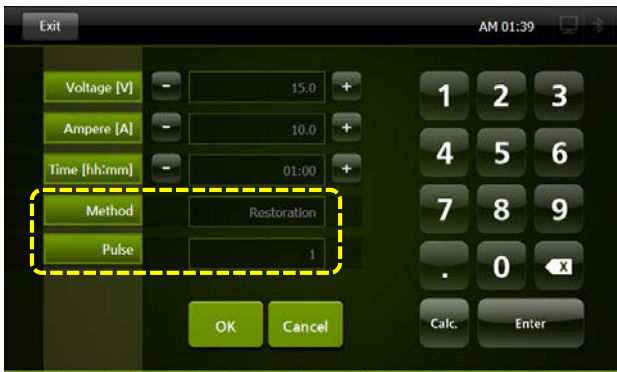 Exit AM 01:39
Voltage [V] - 15.0 +
Ampere [A] - 10.0 +
Time [hh:mm] - 01:00 +
Method Restoration
Pulse 1
OK Cancel
1 2 3
4 5 6
7 8 9
. 0 X
Calc. Enter